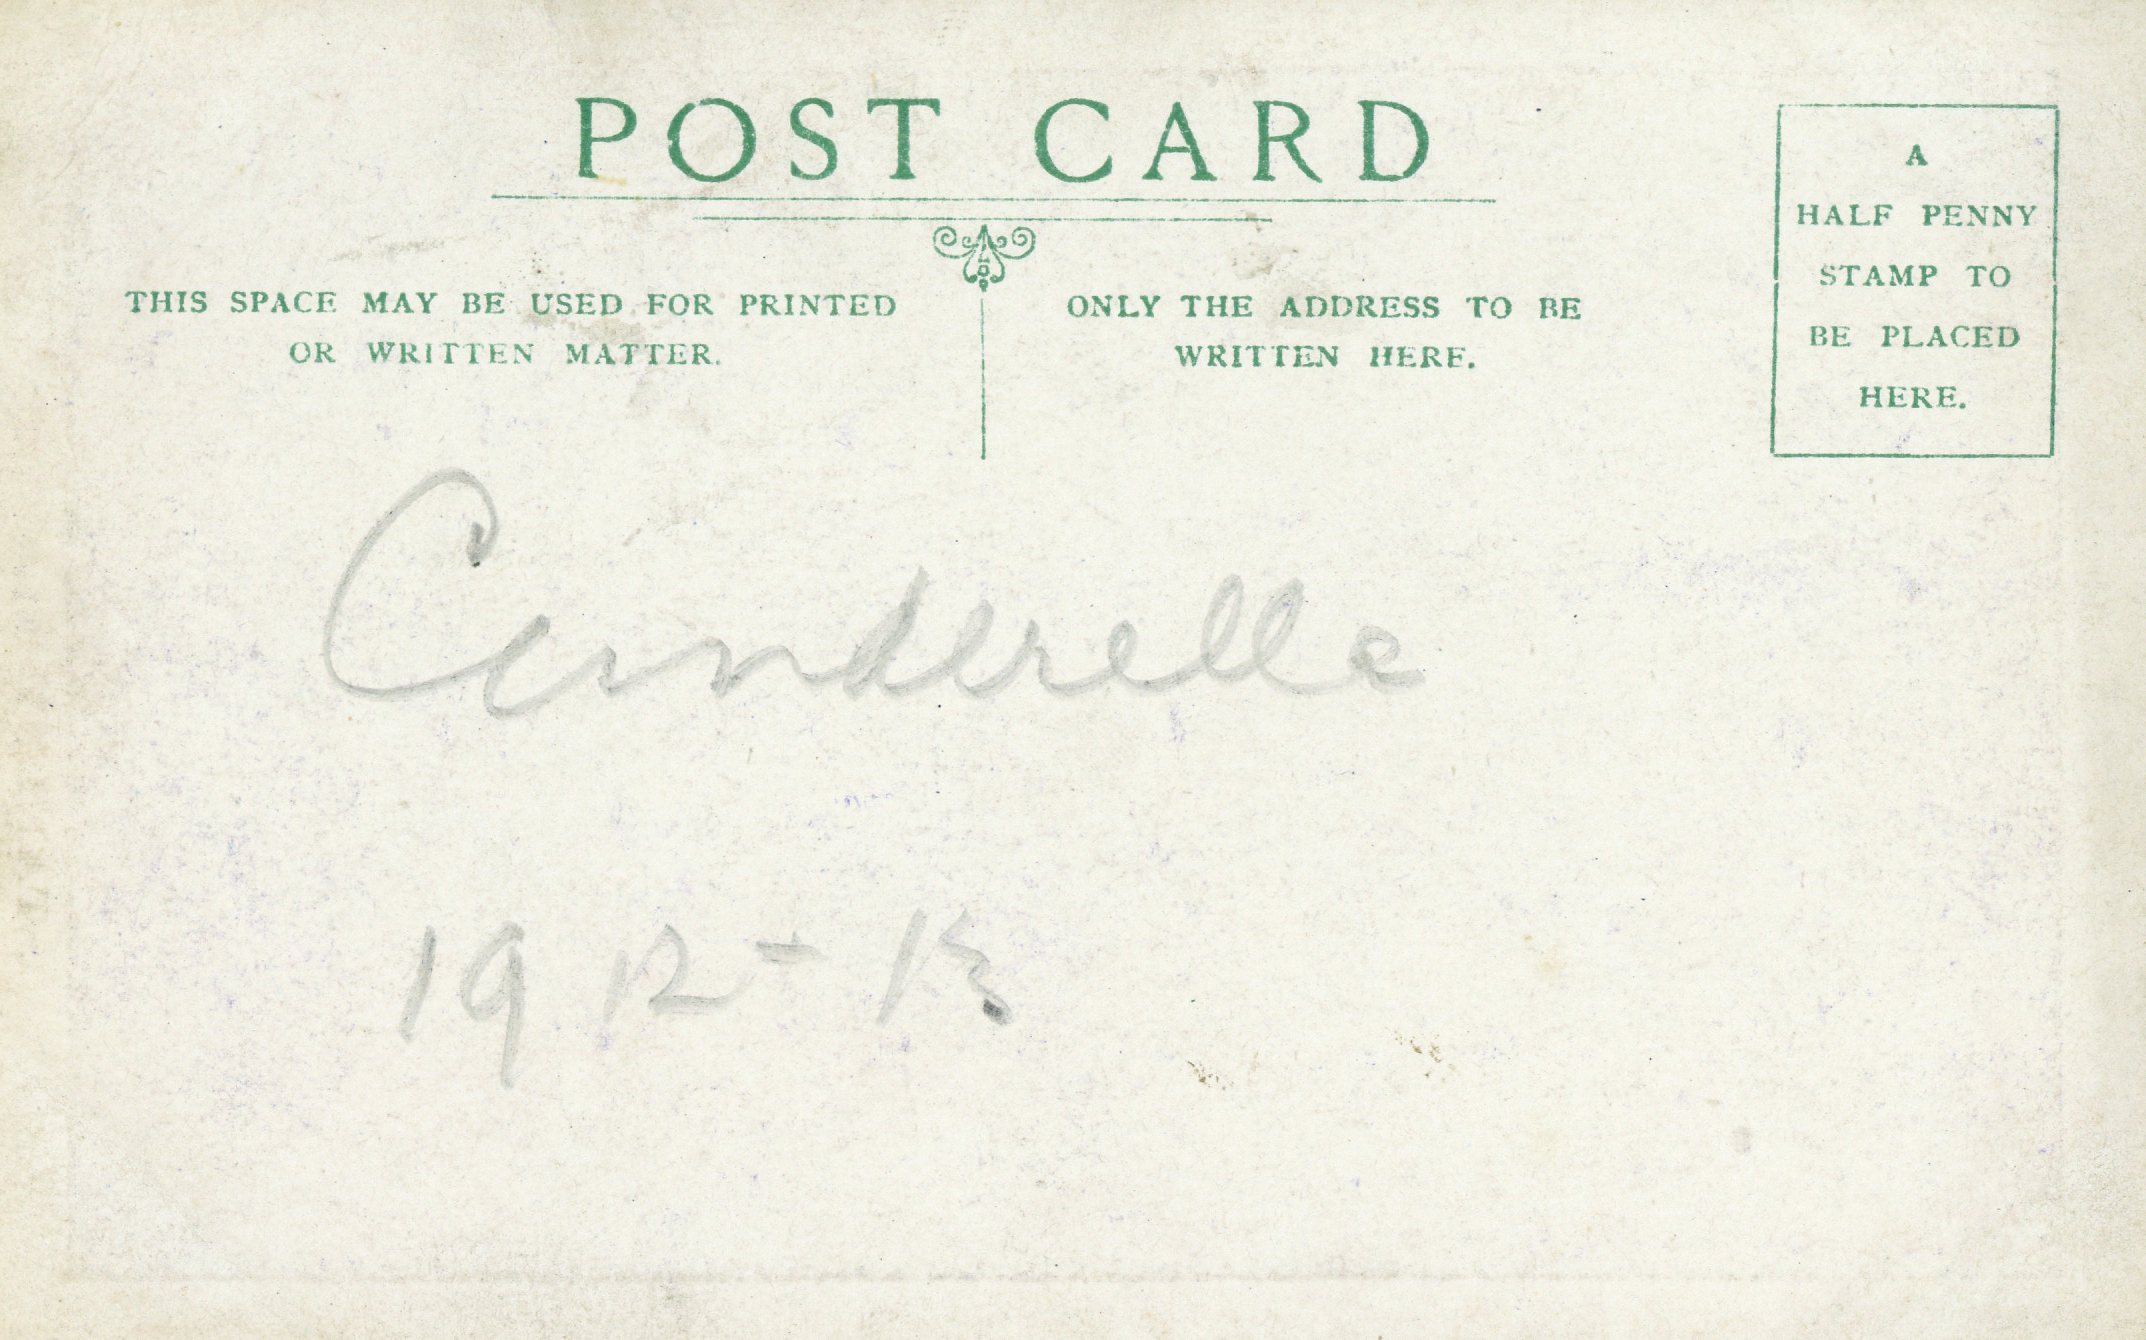 POST CARD
THIS SPACE MAY BE USED FOR PRINTED
OR WRITTEN MATTER.
ONLY THE ADDRESS TO BE
WRITTEN HERE.
A
HALF PENNY
STAMP TO
BE PLACED
HERE.
Cinderella
1912-13